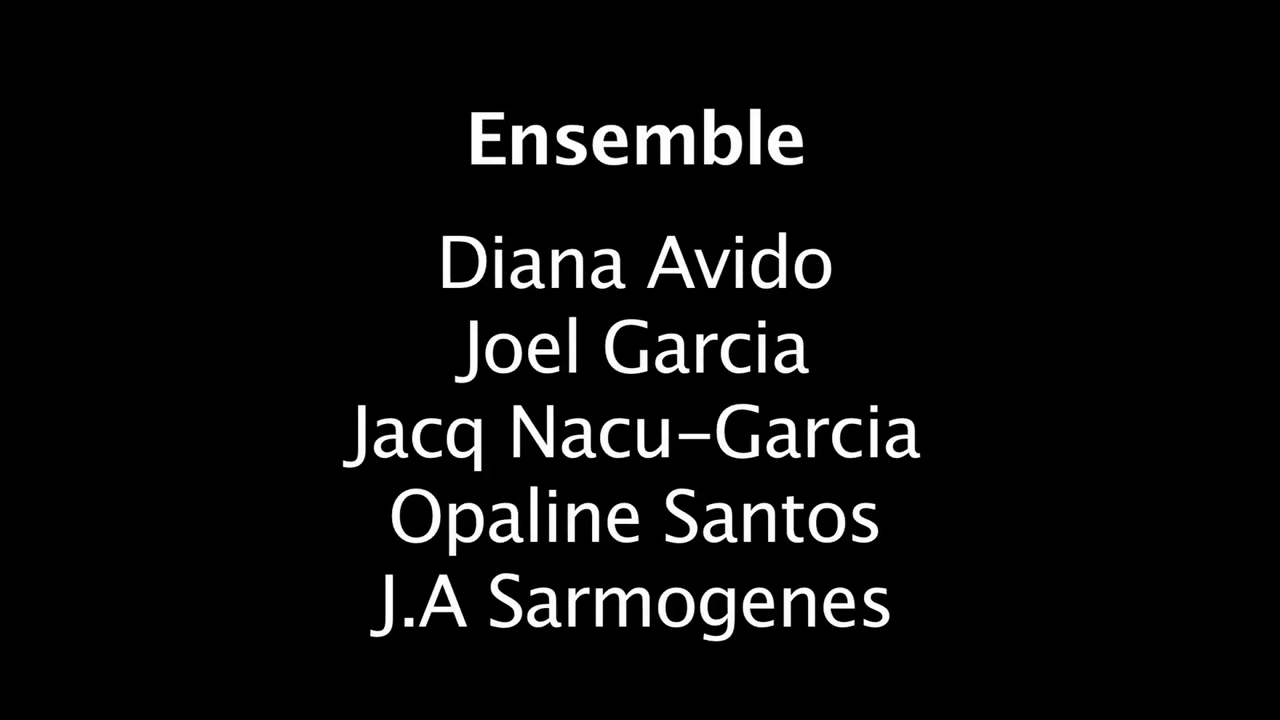 Ensemble
Diana Avido
Joel Garcia
Jacq Nacu-Garcia
Opaline Santos
J.A Sarmogenes